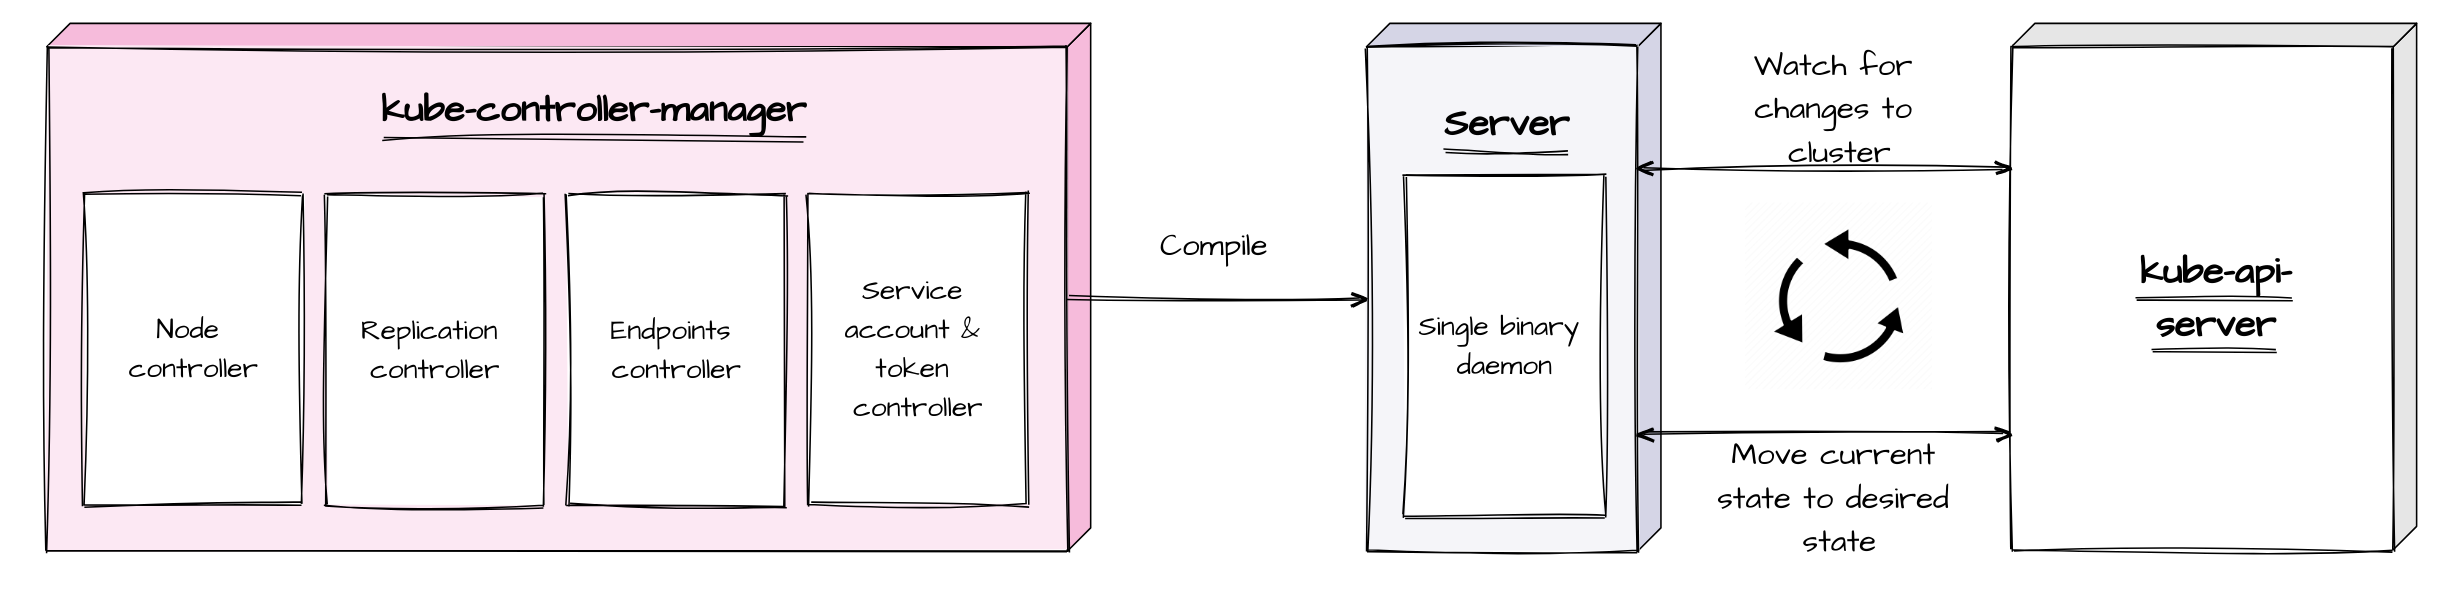 kube-controller-manager
Node
controller
Replication
controller
Endpoints
controller
Service
account &
token
controller
Compile
Server
Single binary
daemon
Watch for
changes to
cluster
Move current
state to desired
state
kube-api-
server